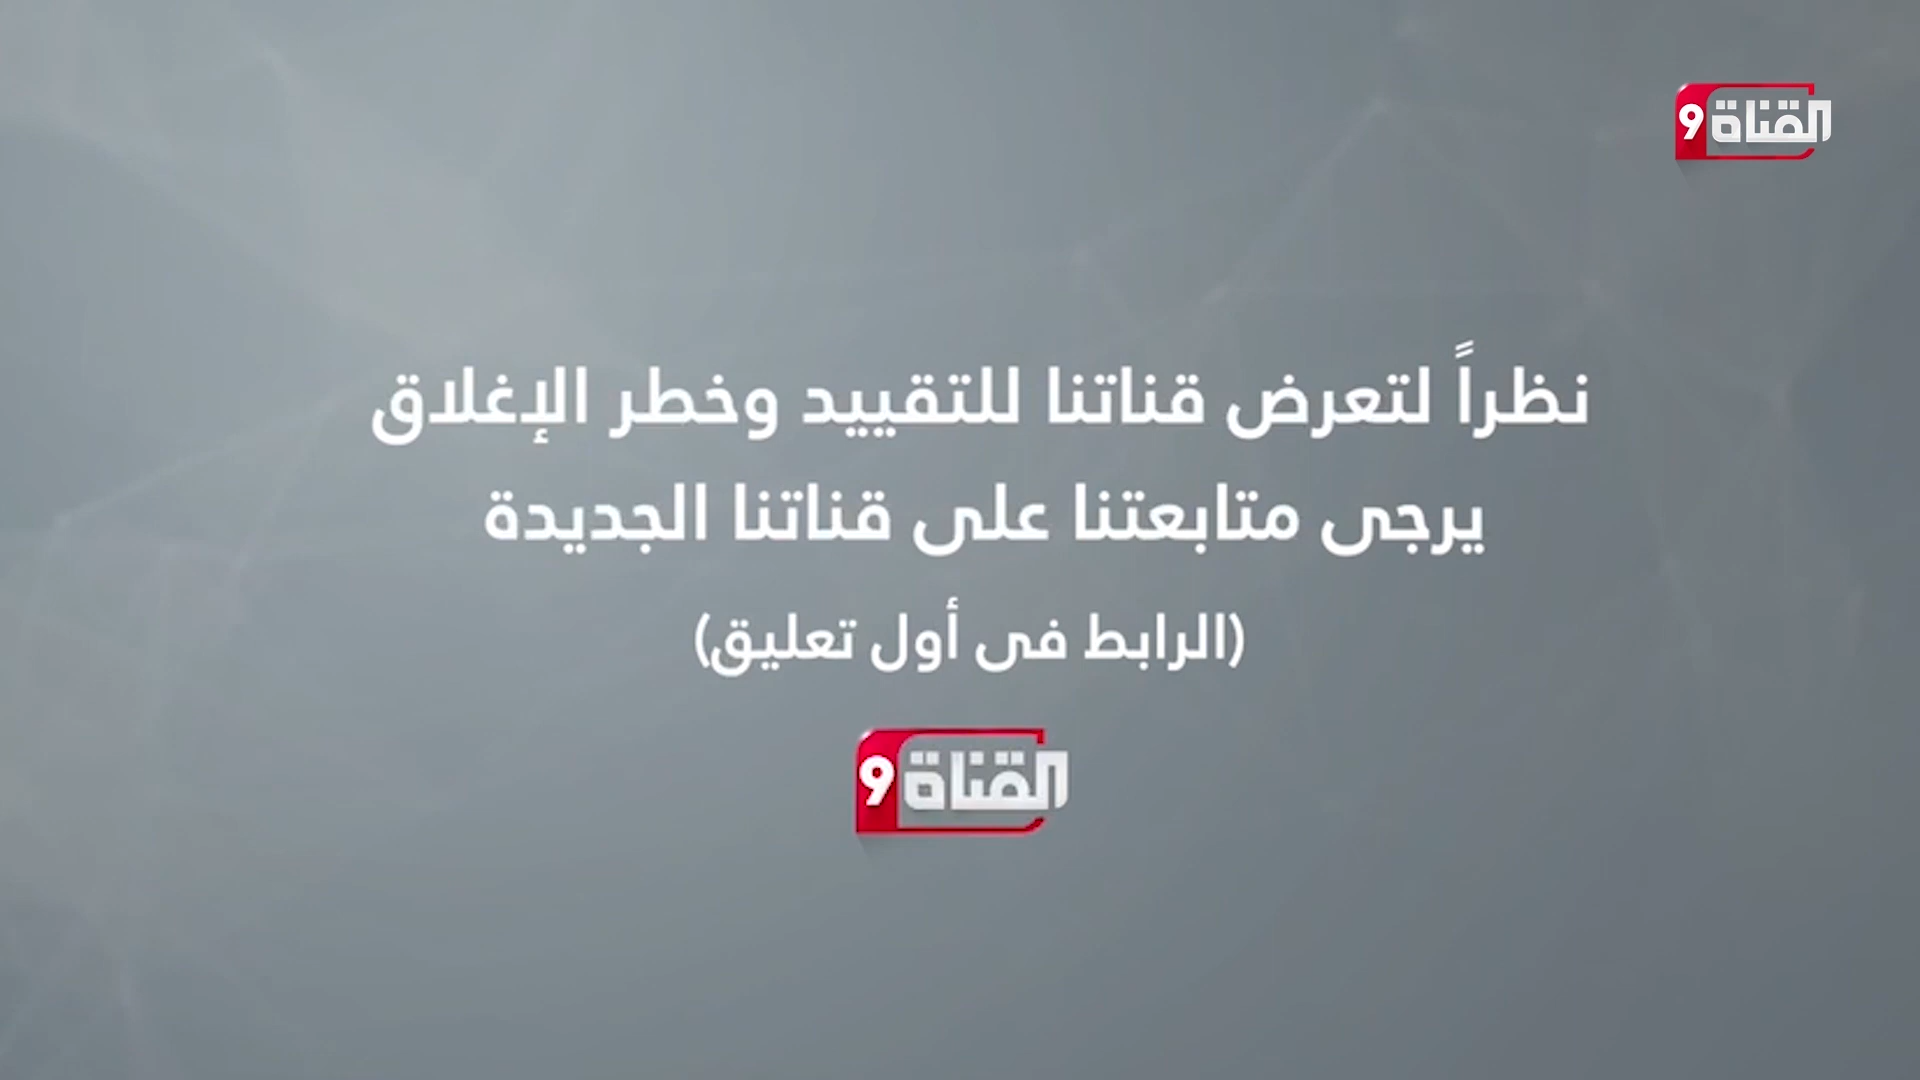 القناة 9
نظراً لتعرض قناتنا للتقييد وخطر الإغلاق
يرجى متابعتنا على قناتنا الجديدة
(الرابط فى أول تعليق)
القناة 9